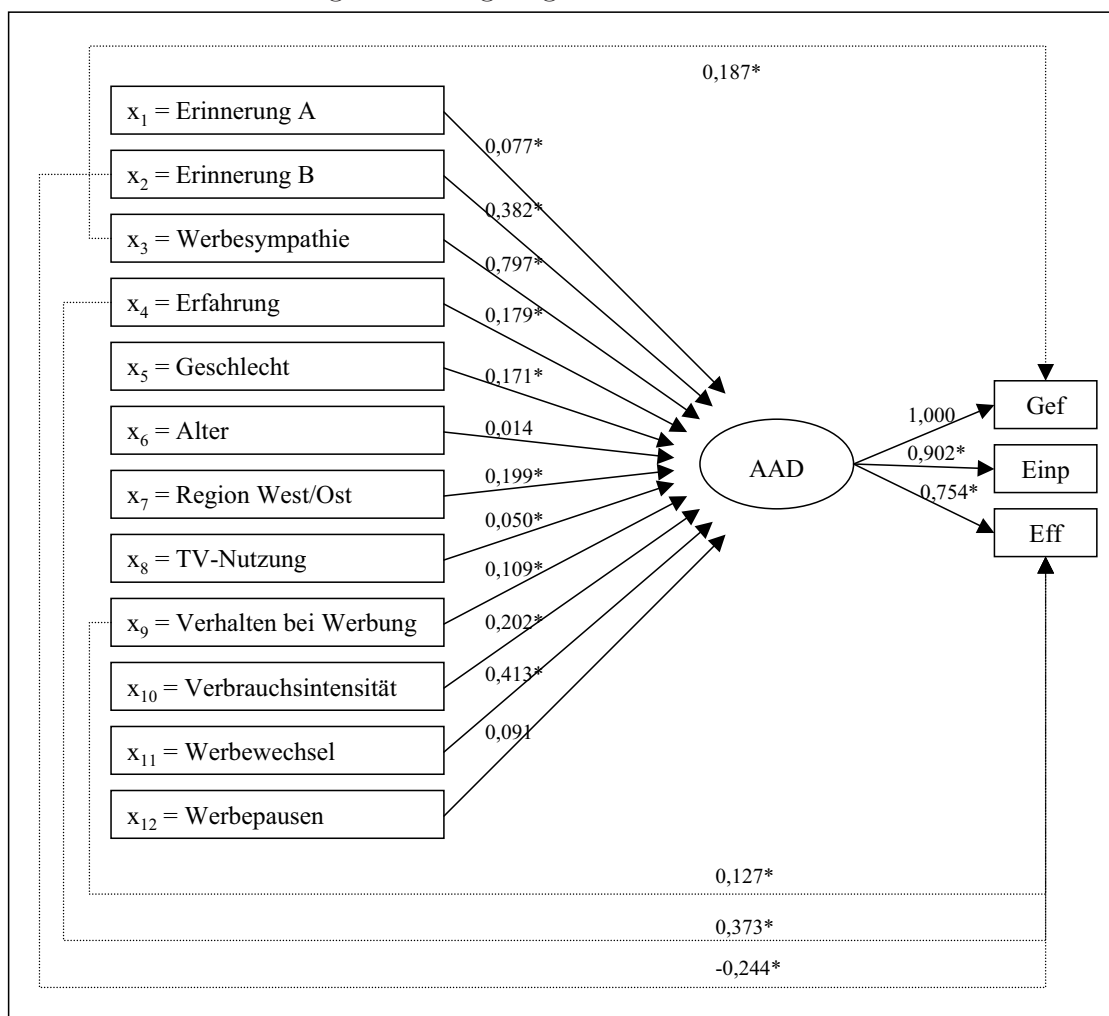 0,187*
x1 = Erinnerung A
0,077*
x2 = Erinnerung B
0,382*
x3 = Werbesympathie
0,797*
x4 = Erfahrung
0,179*
x5 = Geschlecht
0,171*
x6 = Alter
0,014
x7 = Region West/Ost
0,199*
x8 = TV-Nutzung
0,050*
x9 = Verhalten bei Werbung
0,109*
0,202*
x10 = Verbrauchsintensität
0,413*
x11 = Werbewechsel
0,091
x12 = Werbepausen
AAD
1,000
Gef
0,902*
Einp
0,754*
Eff
0,127*
0,373*
-0,244*